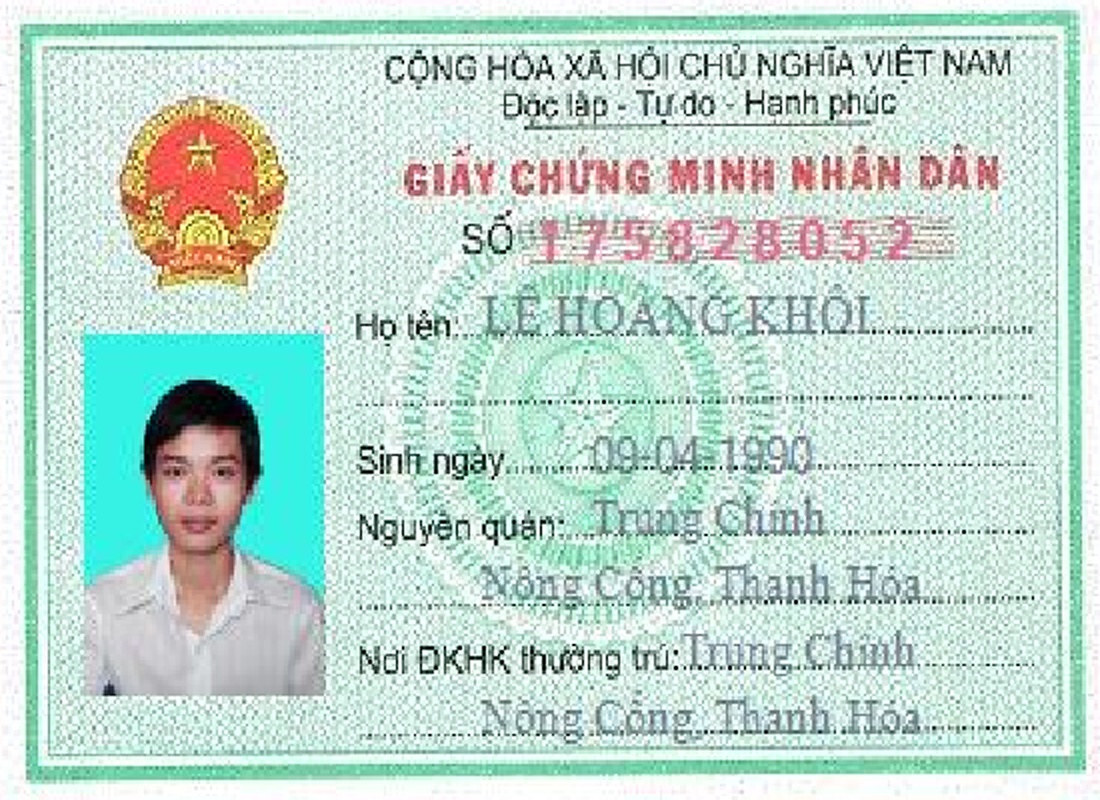 CỘNG HÒA XÃ HỘI CHỦ NGHĨA VIỆT NAM
Độc lập - Tự do - Hạnh phúc
GIẤY CHỨNG MINH NHÂN DÂN
SỐ 175828052
Họ tên: LÊ HOÀNG KHÔI
Sinh ngày 09-04-1990
Nguyên quán: Trung Chính
Nông Cống, Thanh Hóa
Nơi ĐKHK thường trú: Trung Chính
Nông Cống, Thanh Hóa